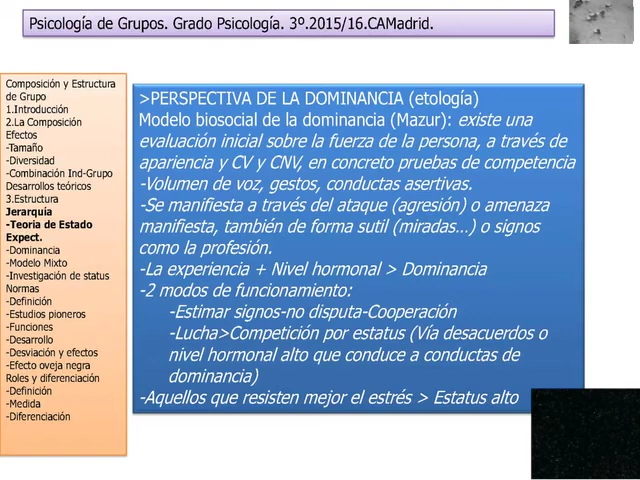 Psicología de Grupos. Grado Psicología. 3º.2015/16.CAMadrid.
Composición y Estructura
de Grupo
1.Introducción
2.La Composición
Efectos
-Tamaño
-Diversidad
-Combinación Ind-Grupo
Desarrollos teóricos
3.Estructura
Jerarquía
-Teoria de Estado
Expect.
-Dominancia
-Modelo Mixto
-Investigación de status
Normas
-Definición
-Estudios pioneros
-Funciones
-Desarrollo
-Desviación y efectos
-Efecto oveja negra
Roles y diferenciación
-Definición
-Medida
-Diferenciación
>PERSPECTIVA DE LA DOMINANCIA (etología)
Modelo biosocial de la dominancia (Mazur): existe una
evaluación inicial sobre la fuerza de la persona, a través de
apariencia y CV y CNV, en concreto pruebas de competencia
-Volumen de voz, gestos, conductas asertivas.
-Se manifiesta a través del ataque (agresión) o amenaza
manifiesta, también de forma sutil (miradas...) o signos
como la profesión.
-La experiencia + Nivel hormonal > Dominancia
-2 modos de funcionamiento:
-Estimar signos-no disputa-Cooperación
-Lucha>Competición por estatus (Vía desacuerdos o
nivel hormonal alto que conduce a conductas de
dominancia)
-Aquellos que resisten mejor el estrés > Estatus alto